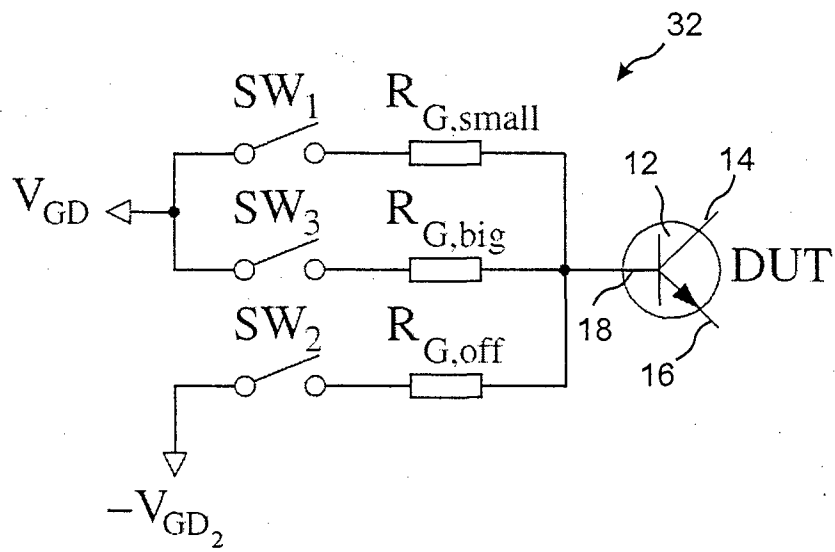 32
SW1 RG,small
12 14
VGD SW3 RG,big DUT
18
SW2 RG,off 16
-VGD2